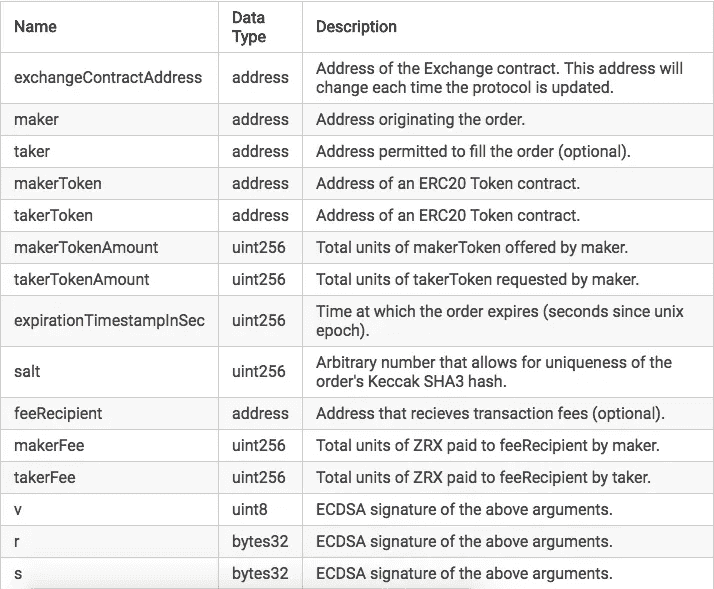 Name Data Type Description
exchangeContractAddress address Address of the Exchange contract. This address will
change each time the protocol is updated.
maker address Address originating the order.
taker address Address permitted to fill the order (optional).
makerToken address Address of an ERC20 Token contract.
takerToken address Address of an ERC20 Token contract.
makerTokenAmount uint256 Total units of makerToken offered by maker.
takerTokenAmount uint256 Total units of takerToken requested by maker.
expirationTimestampInSec uint256 Time at which the order expires (seconds since unix
epoch).
salt uint256 Arbitrary number that allows for uniqueness of the
order's Keccak SHA3 hash.
feeRecipient address Address that recieves transaction fees (optional).
makerFee uint256 Total units of ZRX paid to feeRecipient by maker.
takerFee uint256 Total units of ZRX paid to feeRecipient by taker.
v uint8 ECDSA signature of the above arguments.
r bytes32 ECDSA signature of the above arguments.
s bytes32 ECDSA signature of the above arguments.